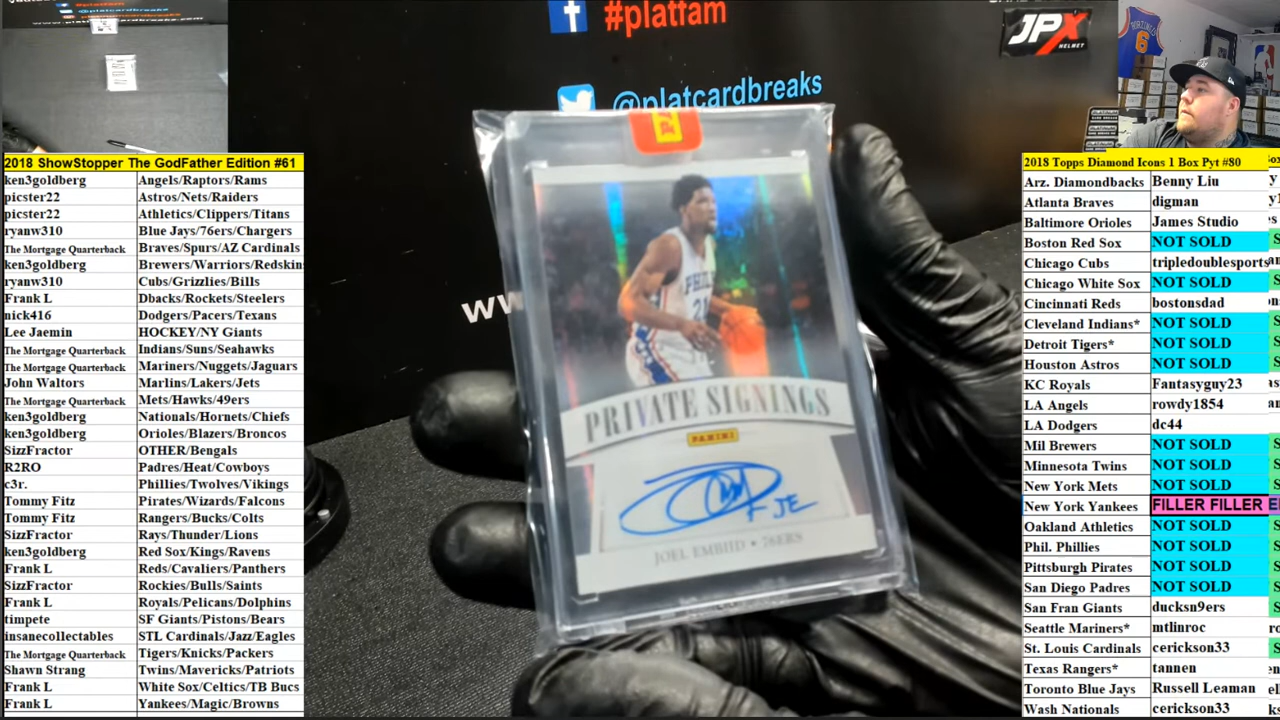 #platfam
@platcardbreaks
JPX
HELMET
6
ww
PHIL
21
PRIVATE SIGNINGS
PANINI
JE
JOEL EMBIID • 76ERS
2018 ShowStopper The GodFather Edition #61
ken3goldberg Angels/Raptors/Rams
picster22 Astros/Nets/Raiders
picster22 Athletics/Clippers/Titans
ryanw310 Blue Jays/76ers/Chargers
The Mortgage Quarterback Braves/Spurs/AZ Cardinals
ken3goldberg Brewers/Warriors/Redskin
ryanw310 Cubs/Grizzlies/Bills
Frank L Dbacks/Rockets/Steelers
nick416 Dodgers/Pacers/Texans
Lee Jaemin HOCKEY/NY Giants
The Mortgage Quarterback Indians/Suns/Seahawks
The Mortgage Quarterback Mariners/Nuggets/Jaguars
John Waltors Marlins/Lakers/Jets
The Mortgage Quarterback Mets/Hawks/49ers
ken3goldberg Nationals/Hornets/Chiefs
ken3goldberg Orioles/Blazers/Broncos
SizzFractor OTHER/Bengals
R2RO Padres/Heat/Cowboys
c3r. Phillies/Twolves/Vikings
Tommy Fitz Pirates/Wizards/Falcons
Tommy Fitz Rangers/Bucks/Colts
SizzFractor Rays/Thunder/Lions
ken3goldberg Red Sox/Kings/Ravens
Frank L Reds/Cavaliers/Panthers
SizzFractor Rockies/Bulls/Saints
Frank L Royals/Pelicans/Dolphins
timpete SF Giants/Pistons/Bears
insanecollectables STL Cardinals/Jazz/Eagles
The Mortgage Quarterback Tigers/Knicks/Packers
Shawn Strang Twins/Mavericks/Patriots
Frank L White Sox/Celtics/TB Bucs
Frank L Yankees/Magic/Browns
2018 Topps Diamond Icons 1 Box Pyt #80
Arz. Diamondbacks Benny Liu
Atlanta Braves digman
Baltimore Orioles James Studio
Boston Red Sox NOT SOLD
Chicago Cubs tripledoublesports
Chicago White Sox NOT SOLD
Cincinnati Reds bostonsdad
Cleveland Indians* NOT SOLD
Detroit Tigers* NOT SOLD
Houston Astros NOT SOLD
KC Royals Fantasyguy23
LA Angels rowdy1854
LA Dodgers dc44
Mil Brewers NOT SOLD
Minnesota Twins NOT SOLD
New York Mets NOT SOLD
New York Yankees FILLER FILLER
Oakland Athletics NOT SOLD
Phil. Phillies NOT SOLD
Pittsburgh Pirates NOT SOLD
San Diego Padres NOT SOLD
San Fran Giants ducksn9ers
Seattle Mariners* mtlinroc
St. Louis Cardinals cerickson33
Texas Rangers* tannen
Toronto Blue Jays Russell Leaman
Wash Nationals cerickson33